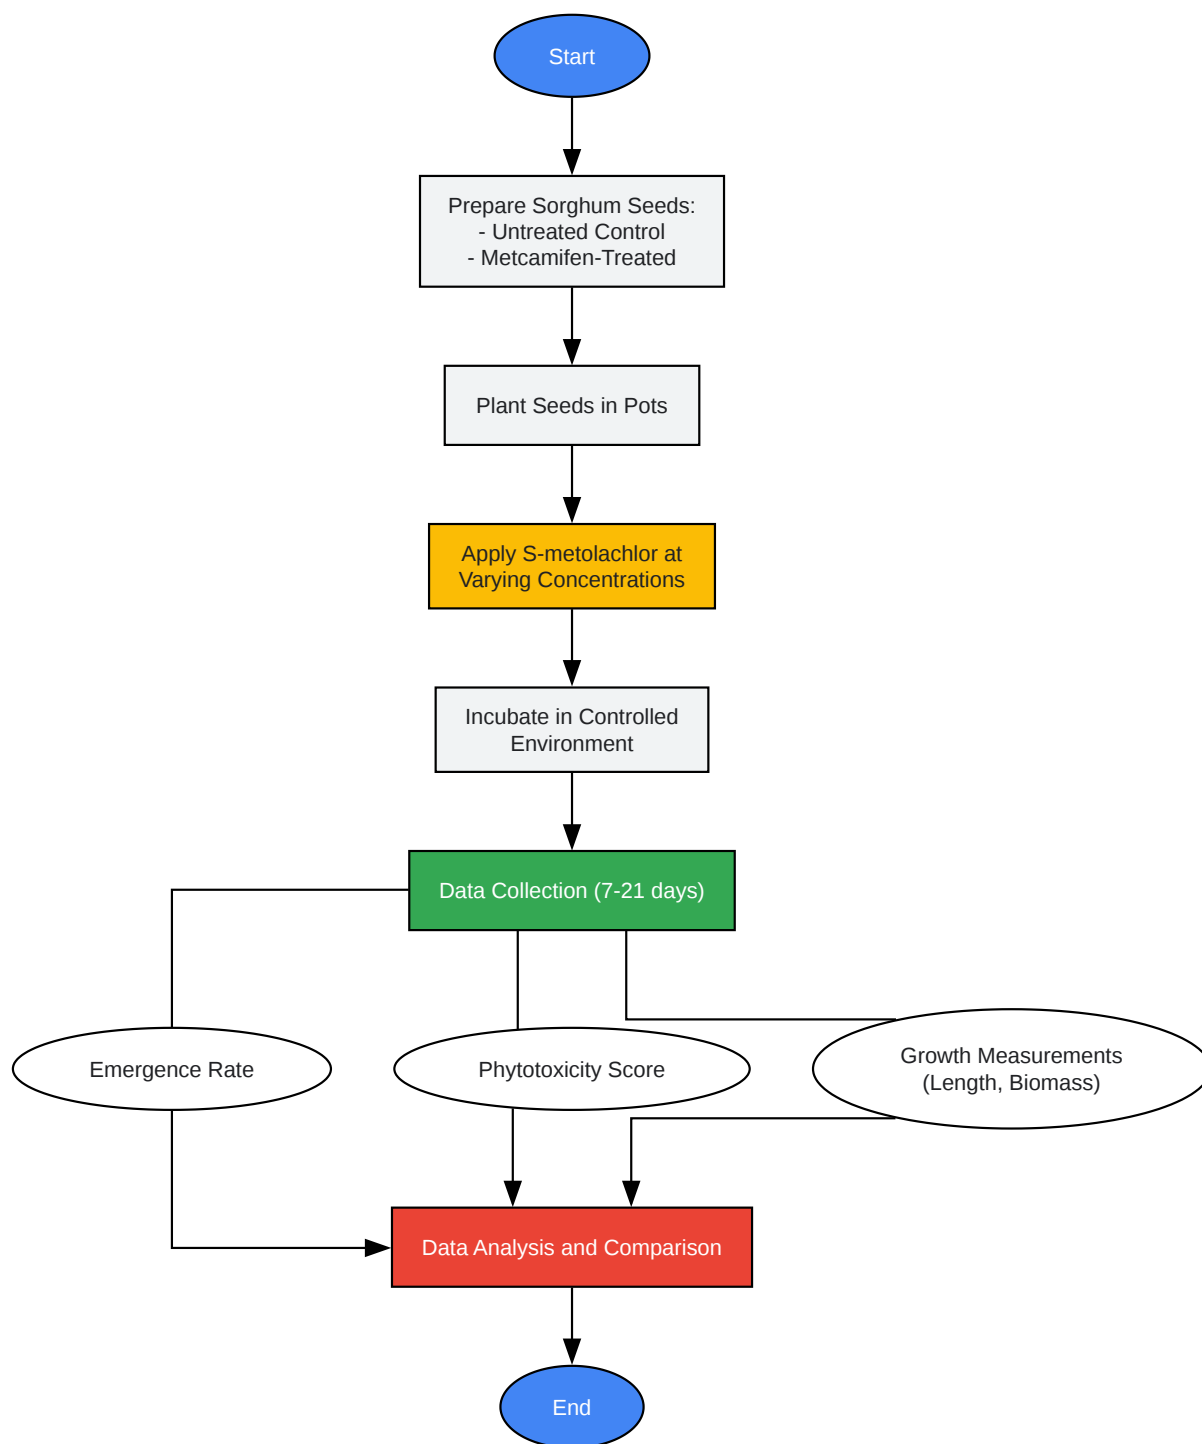 Start
Prepare Sorghum Seeds:
- Untreated Control
- Metcamifen-Treated
Plant Seeds in Pots
Apply S-metolachlor at
Varying Concentrations
Incubate in Controlled
Environment
Data Collection (7-21 days)
Emergence Rate
Phytotoxicity Score
Growth Measurements
(Length, Biomass)
Data Analysis and Comparison
End